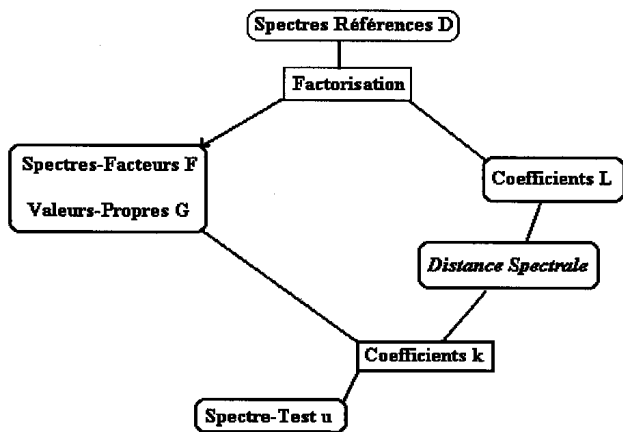 Spectres Références D
Factorisation
Spectres-Facteurs F
Valeurs-Propres G
Coefficients L
Distance Spectrale
Coefficients k
Spectre-Test u